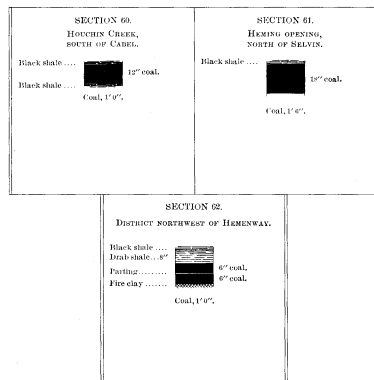 SECTION 60.
HOUCHIN CREEK,
SOUTH OF CABEL.
Black shale ....
12" coal.
Black shale ....
Coal, 1' 0".
SECTION 61.
HEMING OPENING,
NORTH OF SELVIN.
Black shale ....
18" coal.
Coal, 1' 6".
SECTION 62.
DISTRICT NORTHWEST OF HEMENWAY.
Black shale ....
Drab shale...8"
6" coal.
Parting.........
6" coal.
Fire clay .......
Coal, 1' 0".